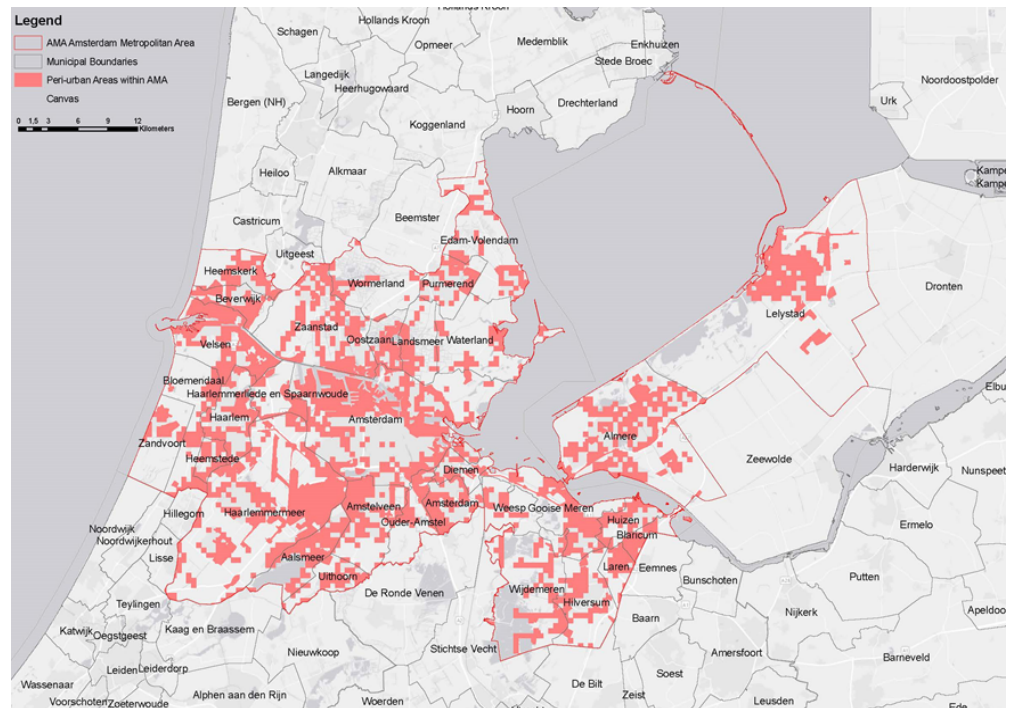 Hollands Kroon
Legend
Hollands Kroon
Schagen
AMA Amsterdam Metropolitan Area
Opmeer
Medemblik
Enkhuizen
Municipal Boundaries
Stede Broec
Langedijk
Noordoostpolder
Peri-urban Areas within AMA
Heerhugowaard
Canvas
Bergen (NH)
Drechterland
Urk
Hoorn
0 1,5 3 6 9 12
Kilometers
Koggenland
Heiloo
Alkmaar
Kampe
Kampe
Castricum
Beemster
Edam-Volendam
Uitgeest
Heemskerk
Wormerland
Purmerend
Dronten
Beverwijk
Lelystad
Zaanstad
Oostzaan
Landsmeer
Waterland
Velsen
Bloemendaal
Elbu
Haarlemmerliede en Spaarnwoude
Haarlem
Amsterdam
Almere
Zandvoort
Zeewolde
Heemstede
Harderwijk
Nunspeet
Diemen
Hillegom
Haarlemmermeer
Amstelveen
Amsterdam
Weesp
Gooise Meren
Ouder-Amstel
Huizen
Ermelo
Noordwijk
Noordwijkerhout
Blaricum
Lisse
Aalsmeer
Laren
Eemnes
Uithoorn
Bunschoten
Putten
De Ronde Venen
Wijdemeren
Hilversum
Teylingen
Nijkerk
Apeldoo
Baarn
Katwijk
Oegstgeest
Kaag en Braassem
Nieuwkoop
Stichtse Vecht
Amersfoort
Barneveld
Leiden
Leiderdorp
Soest
Wassenaar
De Bilt
Alphen aan den Rijn
Zeist
Voorschoten
Zoeterwoude
Woerden
Leusden
Ede